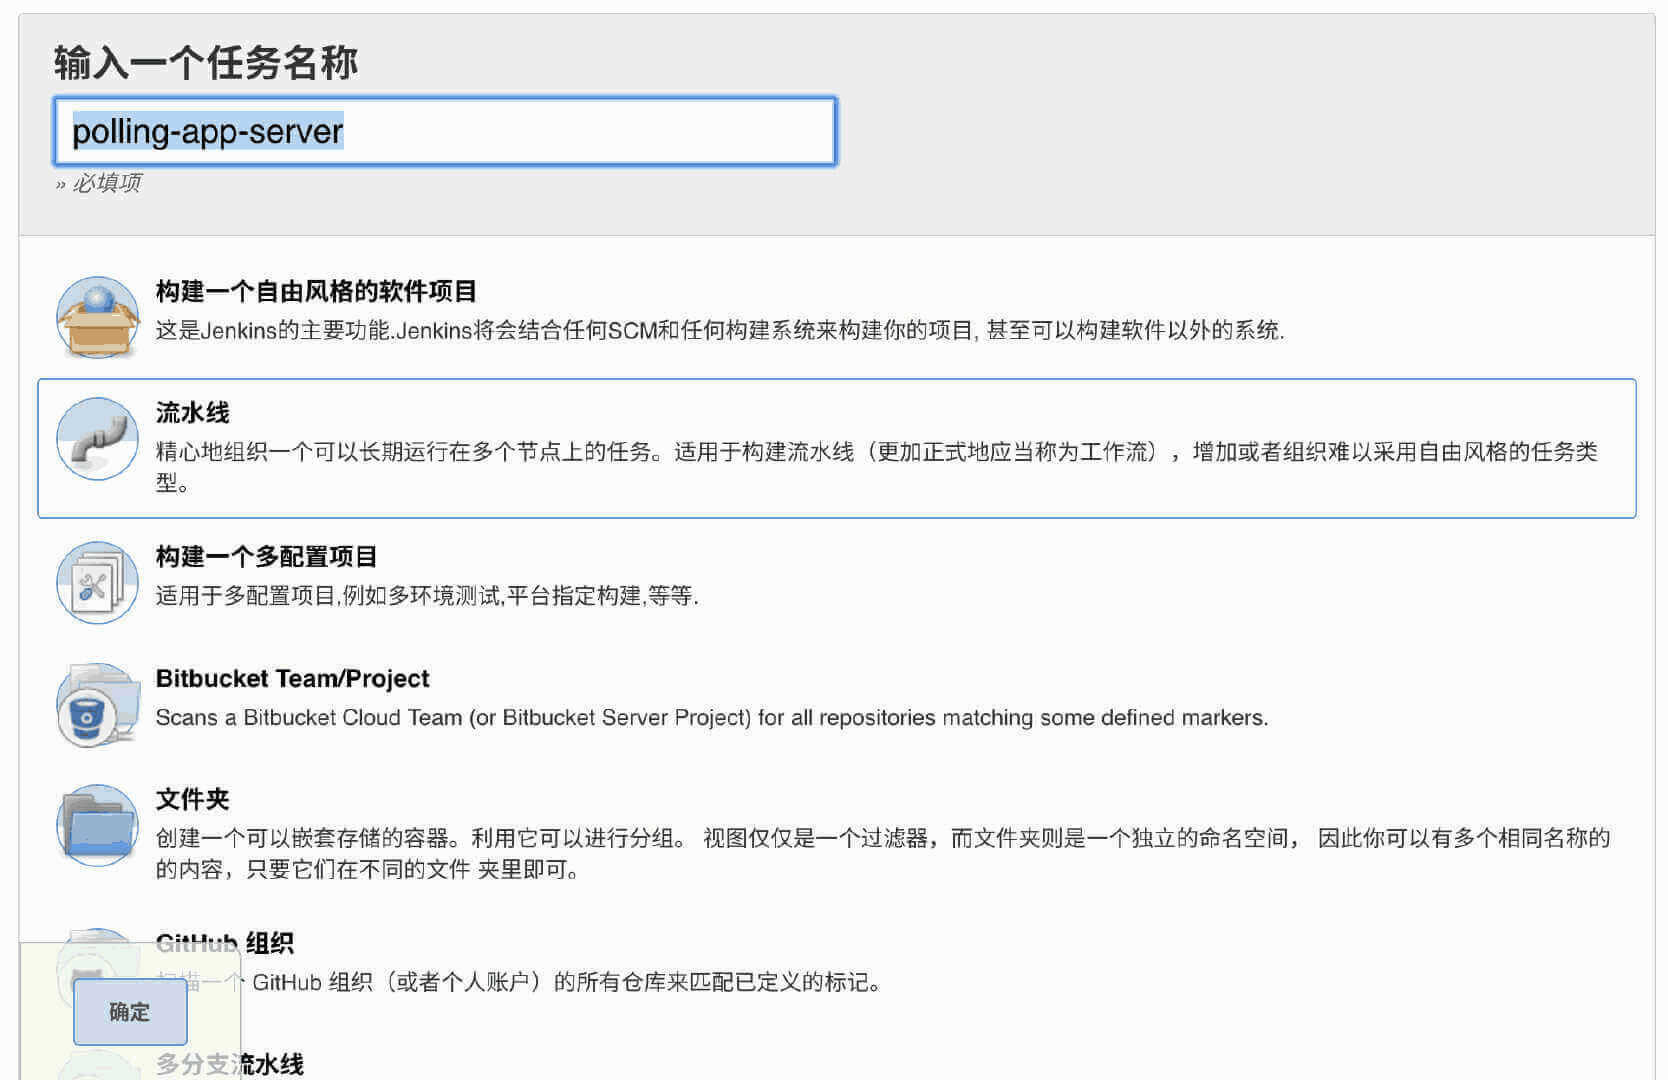 输入一个任务名称
polling-app-server
» 必填项
构建一个自由风格的软件项目
这是Jenkins的主要功能.Jenkins将会结合任何SCM和任何构建系统来构建你的项目, 甚至可以构建软件以外的系统.
流水线
精心地组织一个可以长期运行在多个节点上的任务。适用于构建流水线（更加正式地应当称为工作流），增加或者组织难以采用自由风格的任务类
型。
构建一个多配置项目
适用于多配置项目,例如多环境测试,平台指定构建,等等.
Bitbucket Team/Project
Scans a Bitbucket Cloud Team (or Bitbucket Server Project) for all repositories matching some defined markers.
文件夹
创建一个可以嵌套存储的容器。利用它可以进行分组。 视图仅仅是一个过滤器，而文件夹则是一个独立的命名空间， 因此你可以有多个相同名称的
的内容，只要它们在不同的文件 夹里即可。
GitHub 组织
扫描一个 GitHub 组织（或者个人账户）的所有仓库来匹配已定义的标记。
确定
多分支流水线